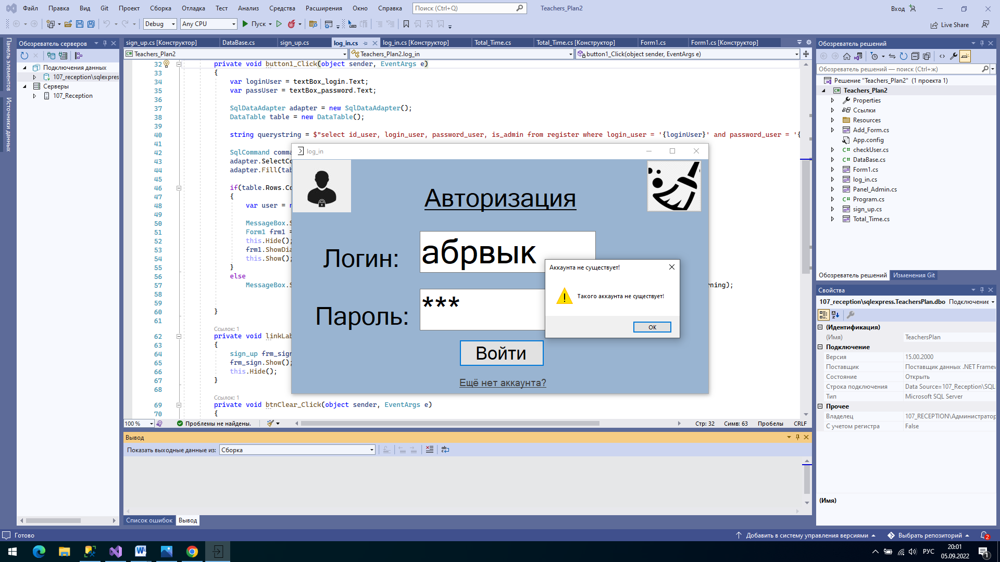 Файл Правка Вид Git Проект Сборка Отладка Тест Анализ Средства Расширения Окно Справка Поиск (Ctrl+Q) Teachers_Plan2 Вход
Debug Any CPU Пуск Live Share
Панель элементов
Источники данных
Обозреватель серверов
Подключения данных
107_reception\sqlexpres
Серверы
107_Reception
sign_up.cs [Конструктор] DataBase.cs sign_up.cs log_in.cs log_in.cs [Конструктор] Total_Time.cs Total_Time.cs [Конструктор] Form1.cs Form1.cs [Конструктор]
Teachers_Plan2 Teachers_Plan2.log_in button1_Click(object sender, EventArgs e)
32 private void button1_Click(object sender, EventArgs e)
33 {
34 var loginUser = textBox_login.Text;
35 var passUser = textBox_password.Text;
36
37 SqlDataAdapter adapter = new SqlDataAdapter();
38 DataTable table = new DataTable();
39
40 string querystring = $"select id_user, login_user, password_user, is_admin from register where login_user = '{loginUser}' and password_user = '{
41
42 SqlCommand comma
43 adapter.SelectCo
44 adapter.Fill(tab
45
46 if(table.Rows.Co
47 {
48 var user = n
49
50 MessageBox.S
51 Form1 frm1 =
52 this.Hide();
53 frm1.ShowDia
54 this.Show();
55 }
56 else
57 MessageBox.S rning);
58
59
60 }
61
Ссылок: 1
62 private void linkLab
63 {
64 sign_up frm_sign
65 frm_sign.Show();
66 this.Hide();
67 }
68
Ссылок: 1
69 private void btnClear_Click(object sender, EventArgs e)
70 {
log_in
Авторизация
Логин: абрвык
Пароль: ***
Войти
Ещё нет аккаунта?
Аккаунта не существует!
Такого аккаунта не существует!
ОК
100 % Проблемы не найдены. Стр: 32 Симв: 63 Пробелы CRLF
Вывод
Показать выходные данные из: Сборка
Список ошибок Вывод
Обозреватель решений
Обозреватель решений — поиск (Ctrl+ж)
Решение "Teachers_Plan2" (1 проекта 1)
Teachers_Plan2
Properties
Ссылки
Resources
Add_Form.cs
App.config
checkUser.cs
DataBase.cs
Form1.cs
log_in.cs
Panel_Admin.cs
Program.cs
sign_up.cs
Total_Time.cs
Обозреватель решений Изменения Git
Свойства
107_reception\sqlexpress.TeachersPlan.dbo Подключение
(Идентификация)
(Имя) TeachersPlan
Подключение
Версия 15.00.2000
Поставщик Поставщик данных .NET Framew
Состояние Открыть
Строка подключения Data Source=107_Reception\SQL
Тип Microsoft SQL Server
Прочее
Владелец 107_RECEPTION\Администратор
С учетом регистра False
(Имя)
Готово Добавить в систему управления версиями Выбрать репозиторий 2
РУС 20:01
05.09.2022 1